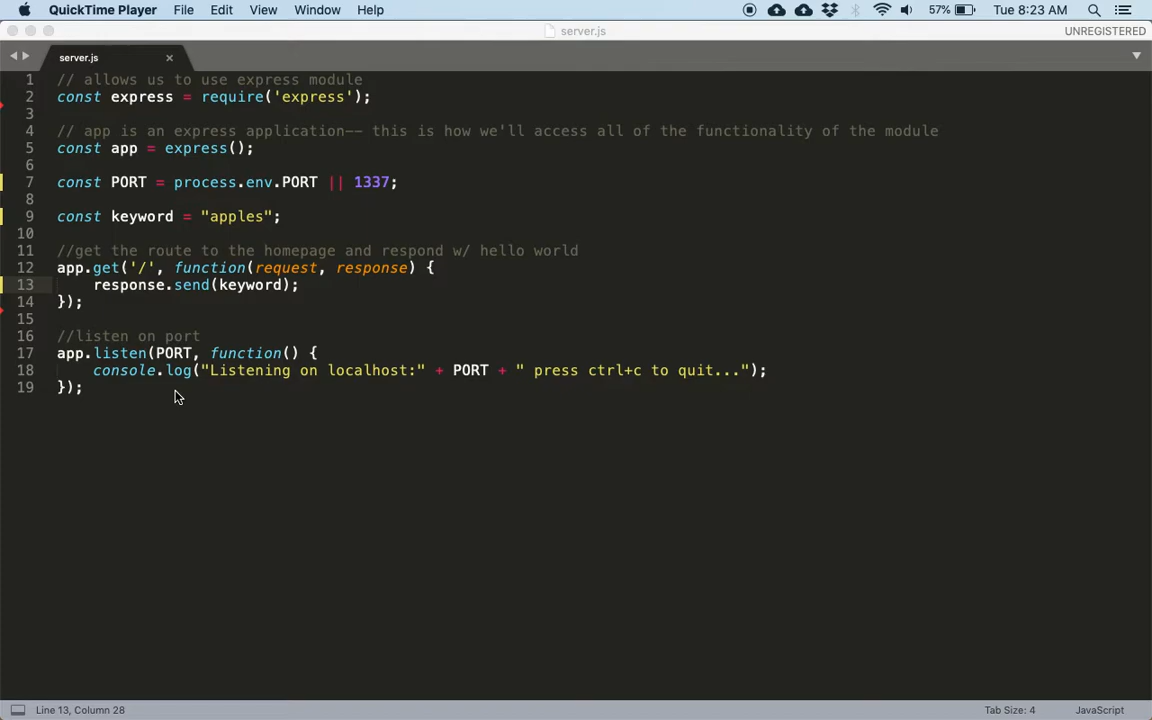 QuickTime Player File Edit View Window Help 57% Tue 8:23 AM
server.js UNREGISTERED
server.js
1 // allows us to use express module
2 const express = require('express');
3
4 // app is an express application-- this is how we'll access all of the functionality of the module
5 const app = express();
6
7 const PORT = process.env.PORT || 1337;
8
9 const keyword = "apples";
10
11 //get the route to the homepage and respond w/ hello world
12 app.get('/', function(request, response) {
13 response.send(keyword);
14 });
15
16 //listen on port
17 app.listen(PORT, function() {
18 console.log("Listening on localhost:" + PORT + " press ctrl+c to quit...");
19 });
Line 13, Column 28 Tab Size: 4 JavaScript